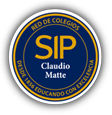 RED DE COLEGIOS
SIP
Claudio
Matte
DESDE 1856 EDUCANDO CON EXCELENCIA